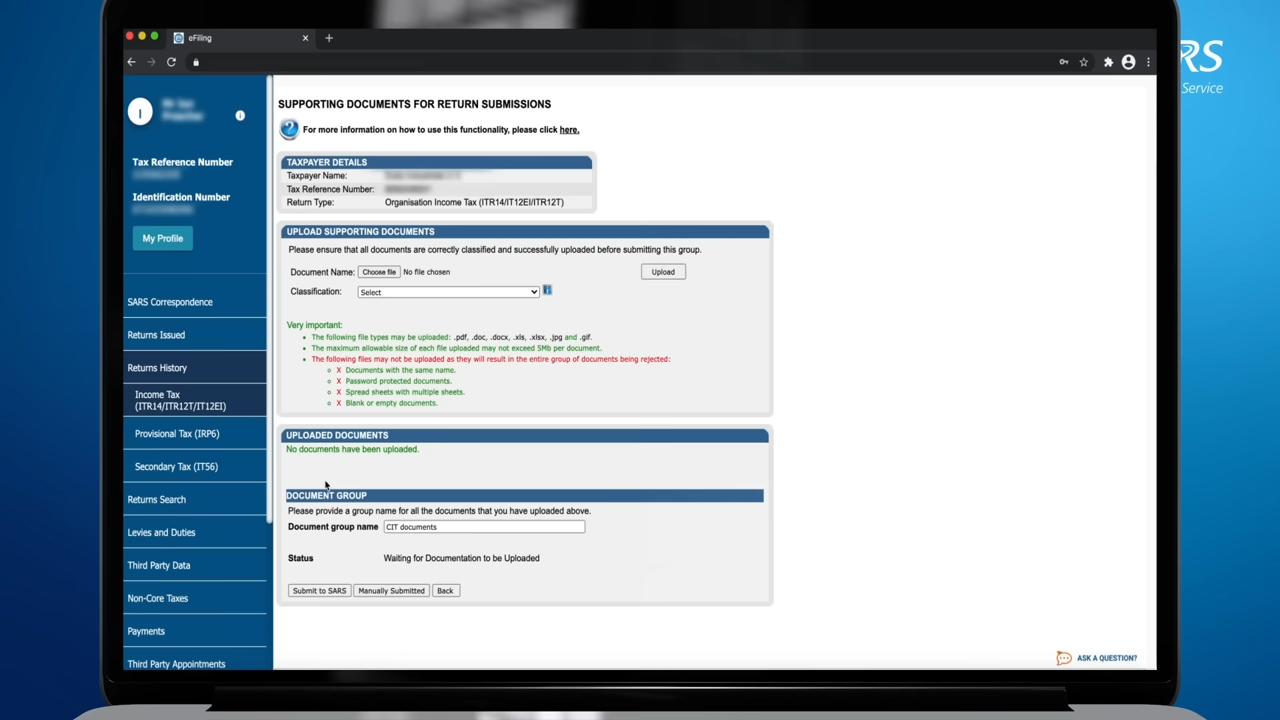 eFiling
RS
Service
Tax Reference Number
Identification Number
My Profile
SARS Correspondence
Returns Issued
Returns History
Income Tax
(ITR14/ITR12T/IT12EI)
Provisional Tax (IRP6)
Secondary Tax (IT56)
Returns Search
Levies and Duties
Third Party Data
Non-Core Taxes
Payments
Third Party Appointments
SUPPORTING DOCUMENTS FOR RETURN SUBMISSIONS
For more information on how to use this functionality, please click here.
TAXPAYER DETAILS
Taxpayer Name:
Tax Reference Number:
Return Type: Organisation Income Tax (ITR14/IT12EI/ITR12T)
UPLOAD SUPPORTING DOCUMENTS
Please ensure that all documents are correctly classified and successfully uploaded before submitting this group.
Document Name: Choose file No file chosen Upload
Classification: Select
Very important:
• The following file types may be uploaded: .pdf, .doc, .docx, .xls, .xlsx, .jpg and .gif.
• The maximum allowable size of each file uploaded may not exceed 5Mb per document.
• The following files may not be uploaded as they will result in the entire group of documents being rejected:
X Documents with the same name.
X Password protected documents.
X Spread sheets with multiple sheets.
X Blank or empty documents.
UPLOADED DOCUMENTS
No documents have been uploaded.
DOCUMENT GROUP
Please provide a group name for all the documents that you have uploaded above.
Document group name CIT documents
Status Waiting for Documentation to be Uploaded
Submit to SARS Manually Submitted Back
ASK A QUESTION?